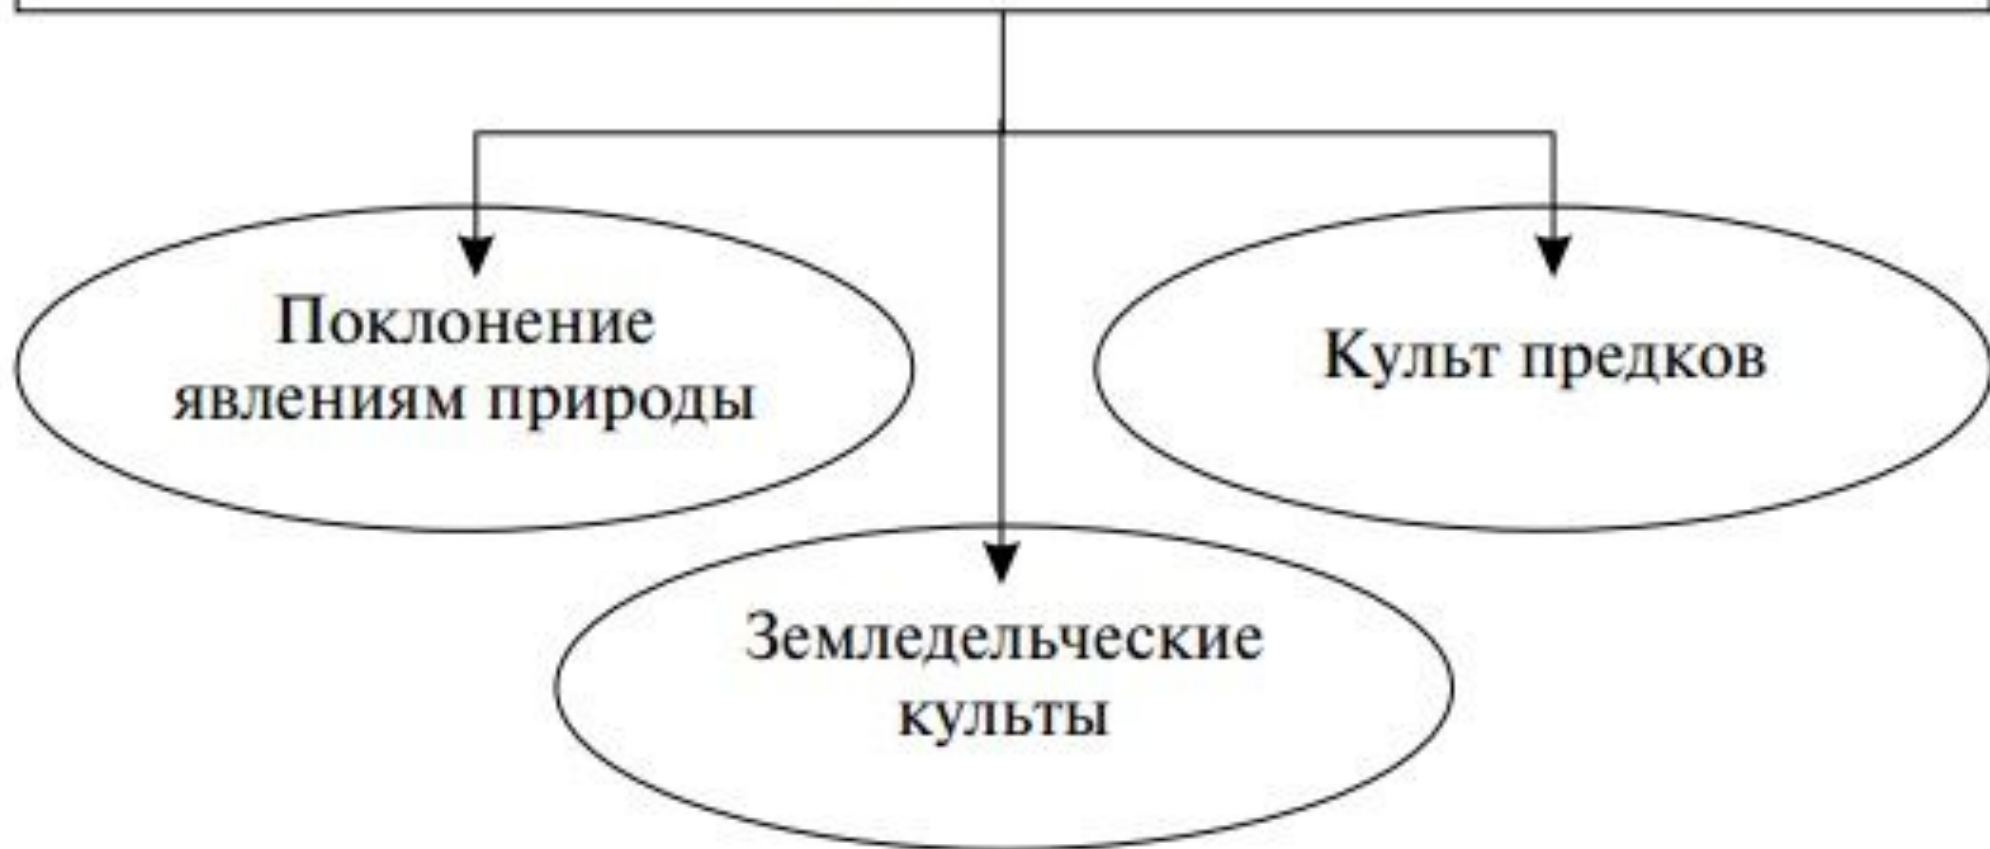 Поклонение
явлениям природы
Культ предков
Земледельческие
культы